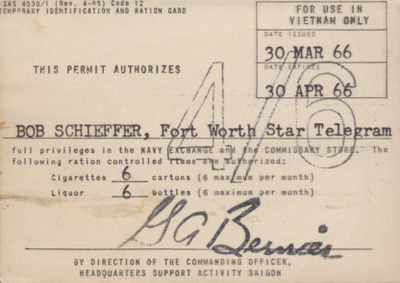 SAS 4530/1 (Rev. 4-65) Code 12
TEMPORARY IDENTIFICATION AND RATION CARD
FOR USE IN
VIETNAM ONLY
DATE ISSUED
30 MAR 66
DATE EXPIRES
30 APR 66
THIS PERMIT AUTHORIZES
4/6
BOB SCHIEFFER, Fort Worth Star Telegram
full privileges in the NAVY EXCHANGE and the COMMISSARY STORE. The
following ration controlled items are authorized:
Cigarettes 6 cartons (6 maximum per month)
Liquor 6 bottles (6 maximum per month)
BY DIRECTION OF THE COMMANDING OFFICER,
HEADQUARTERS SUPPORT ACTIVITY SAIGON